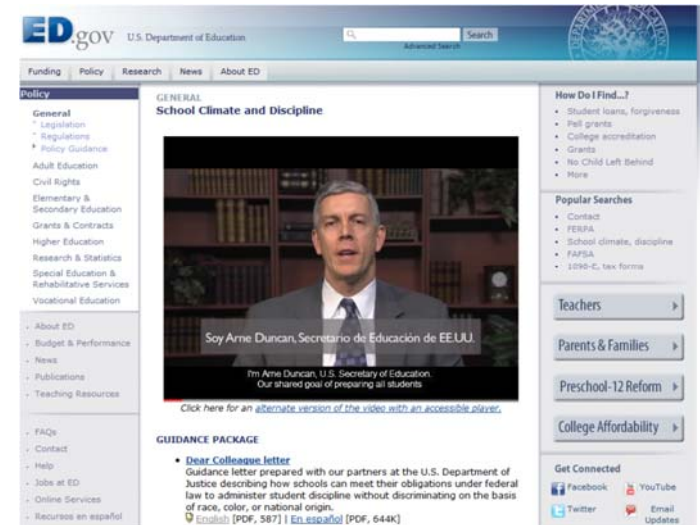 ED.gov U.S. Department of Education
Search
Advanced Search
Funding Policy Research News About ED
Policy
General
Legislation
Regulations
Policy Guidance
Adult Education
Civil Rights
Elementary &
Secondary Education
Grants & Contracts
Higher Education
Research & Statistics
Special Education &
Rehabilitative Services
Vocational Education
About ED
Budget & Performance
News
Publications
Teaching Resources
FAQs
Contact
Help
Jobs at ED
Online Services
Recursos en español
GENERAL
School Climate and Discipline
Soy Arne Duncan, Secretario de Educación de EE.UU.
I'm Arne Duncan, U.S. Secretary of Education.
Our shared goal of preparing all students
Click here for an alternate version of the video with an accessible player.
GUIDANCE PACKAGE
Dear Colleague letter
Guidance letter prepared with our partners at the U.S. Department of
Justice describing how schools can meet their obligations under federal
law to administer student discipline without discriminating on the basis
of race, color, or national origin.
English [PDF, 587] | En español [PDF, 644K]
How Do I Find...?
Student loans, forgiveness
Pell grants
College accreditation
Grants
No Child Left Behind
More
Popular Searches
Contact
FERPA
School climate, discipline
FAFSA
1098-E, tax forms
Teachers
Parents & Families
Preschool-12 Reform
College Affordability
Get Connected
Facebook YouTube
Twitter Email
Updates